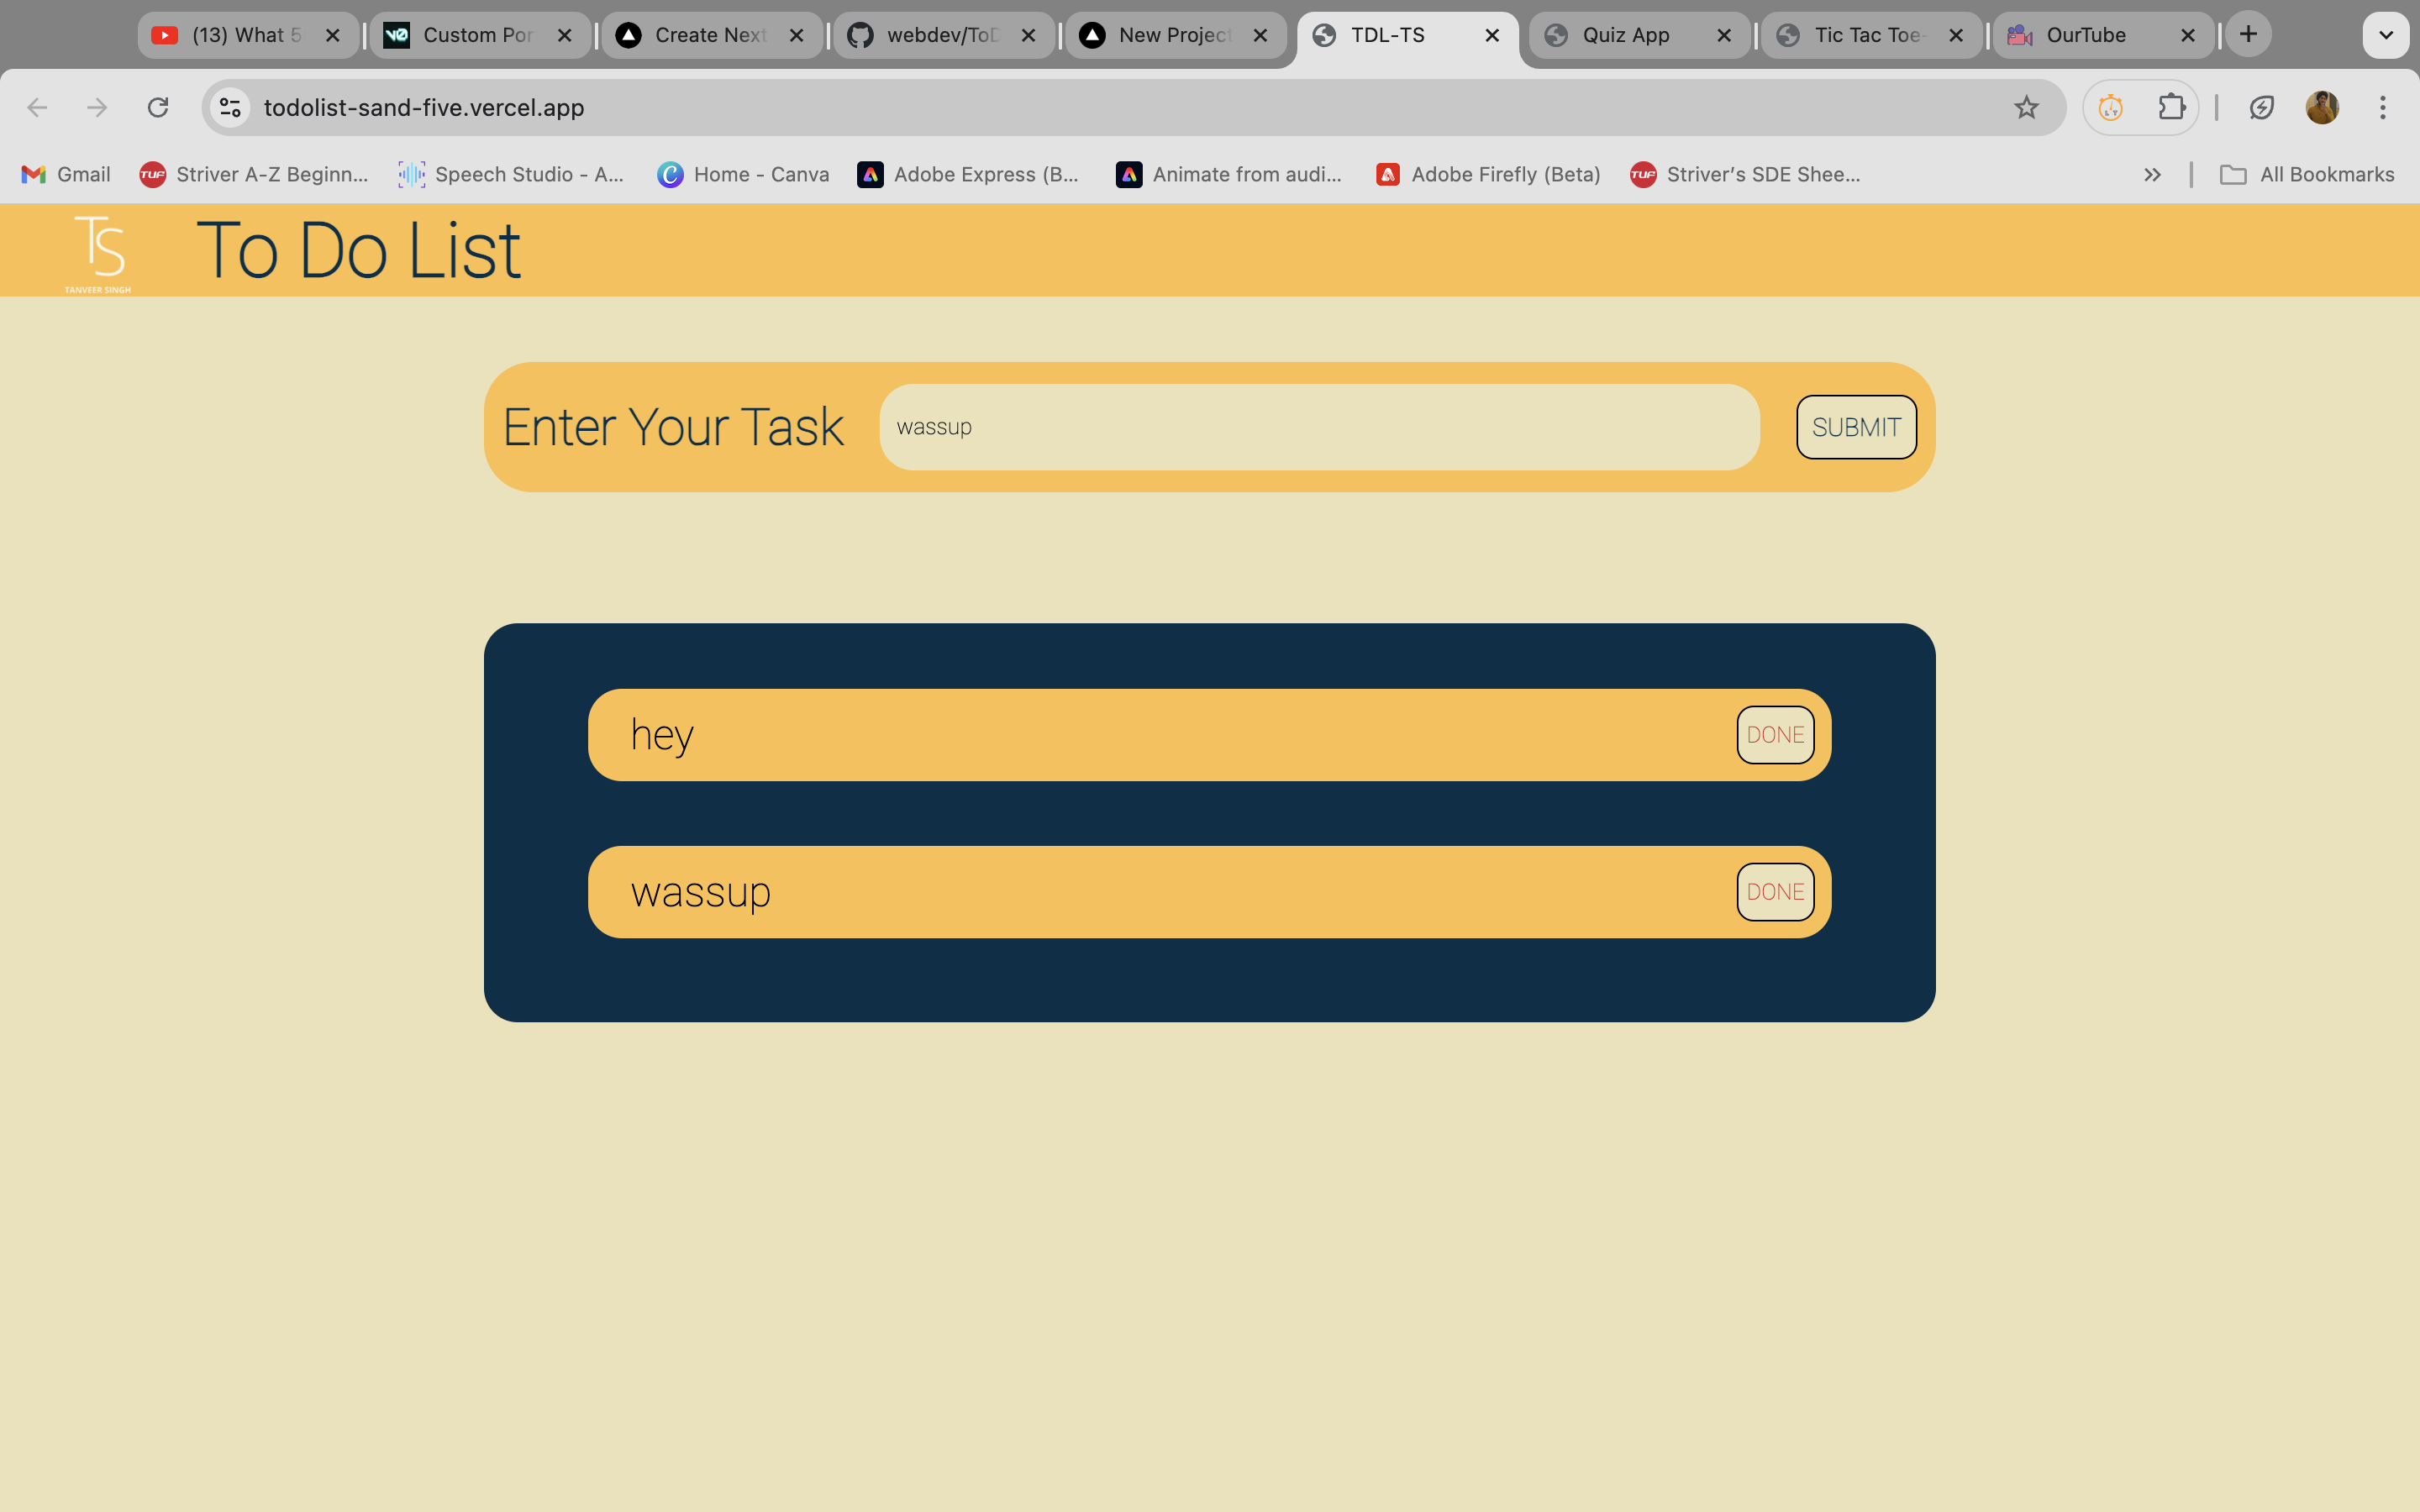 (13) What 5
Custom Por
Create Next
webdev/ToD
New Project
TDL-TS
Quiz App
Tic Tac Toe-
OurTube
todolist-sand-five.vercel.app
Gmail
TUF Striver A-Z Beginn...
Speech Studio - A...
Home - Canva
Adobe Express (B...
Animate from audi...
Adobe Firefly (Beta)
TUF Striver's SDE Shee...
All Bookmarks
TS
TANVEER SINGH
To Do List
Enter Your Task
wassup
SUBMIT
hey
DONE
wassup
DONE